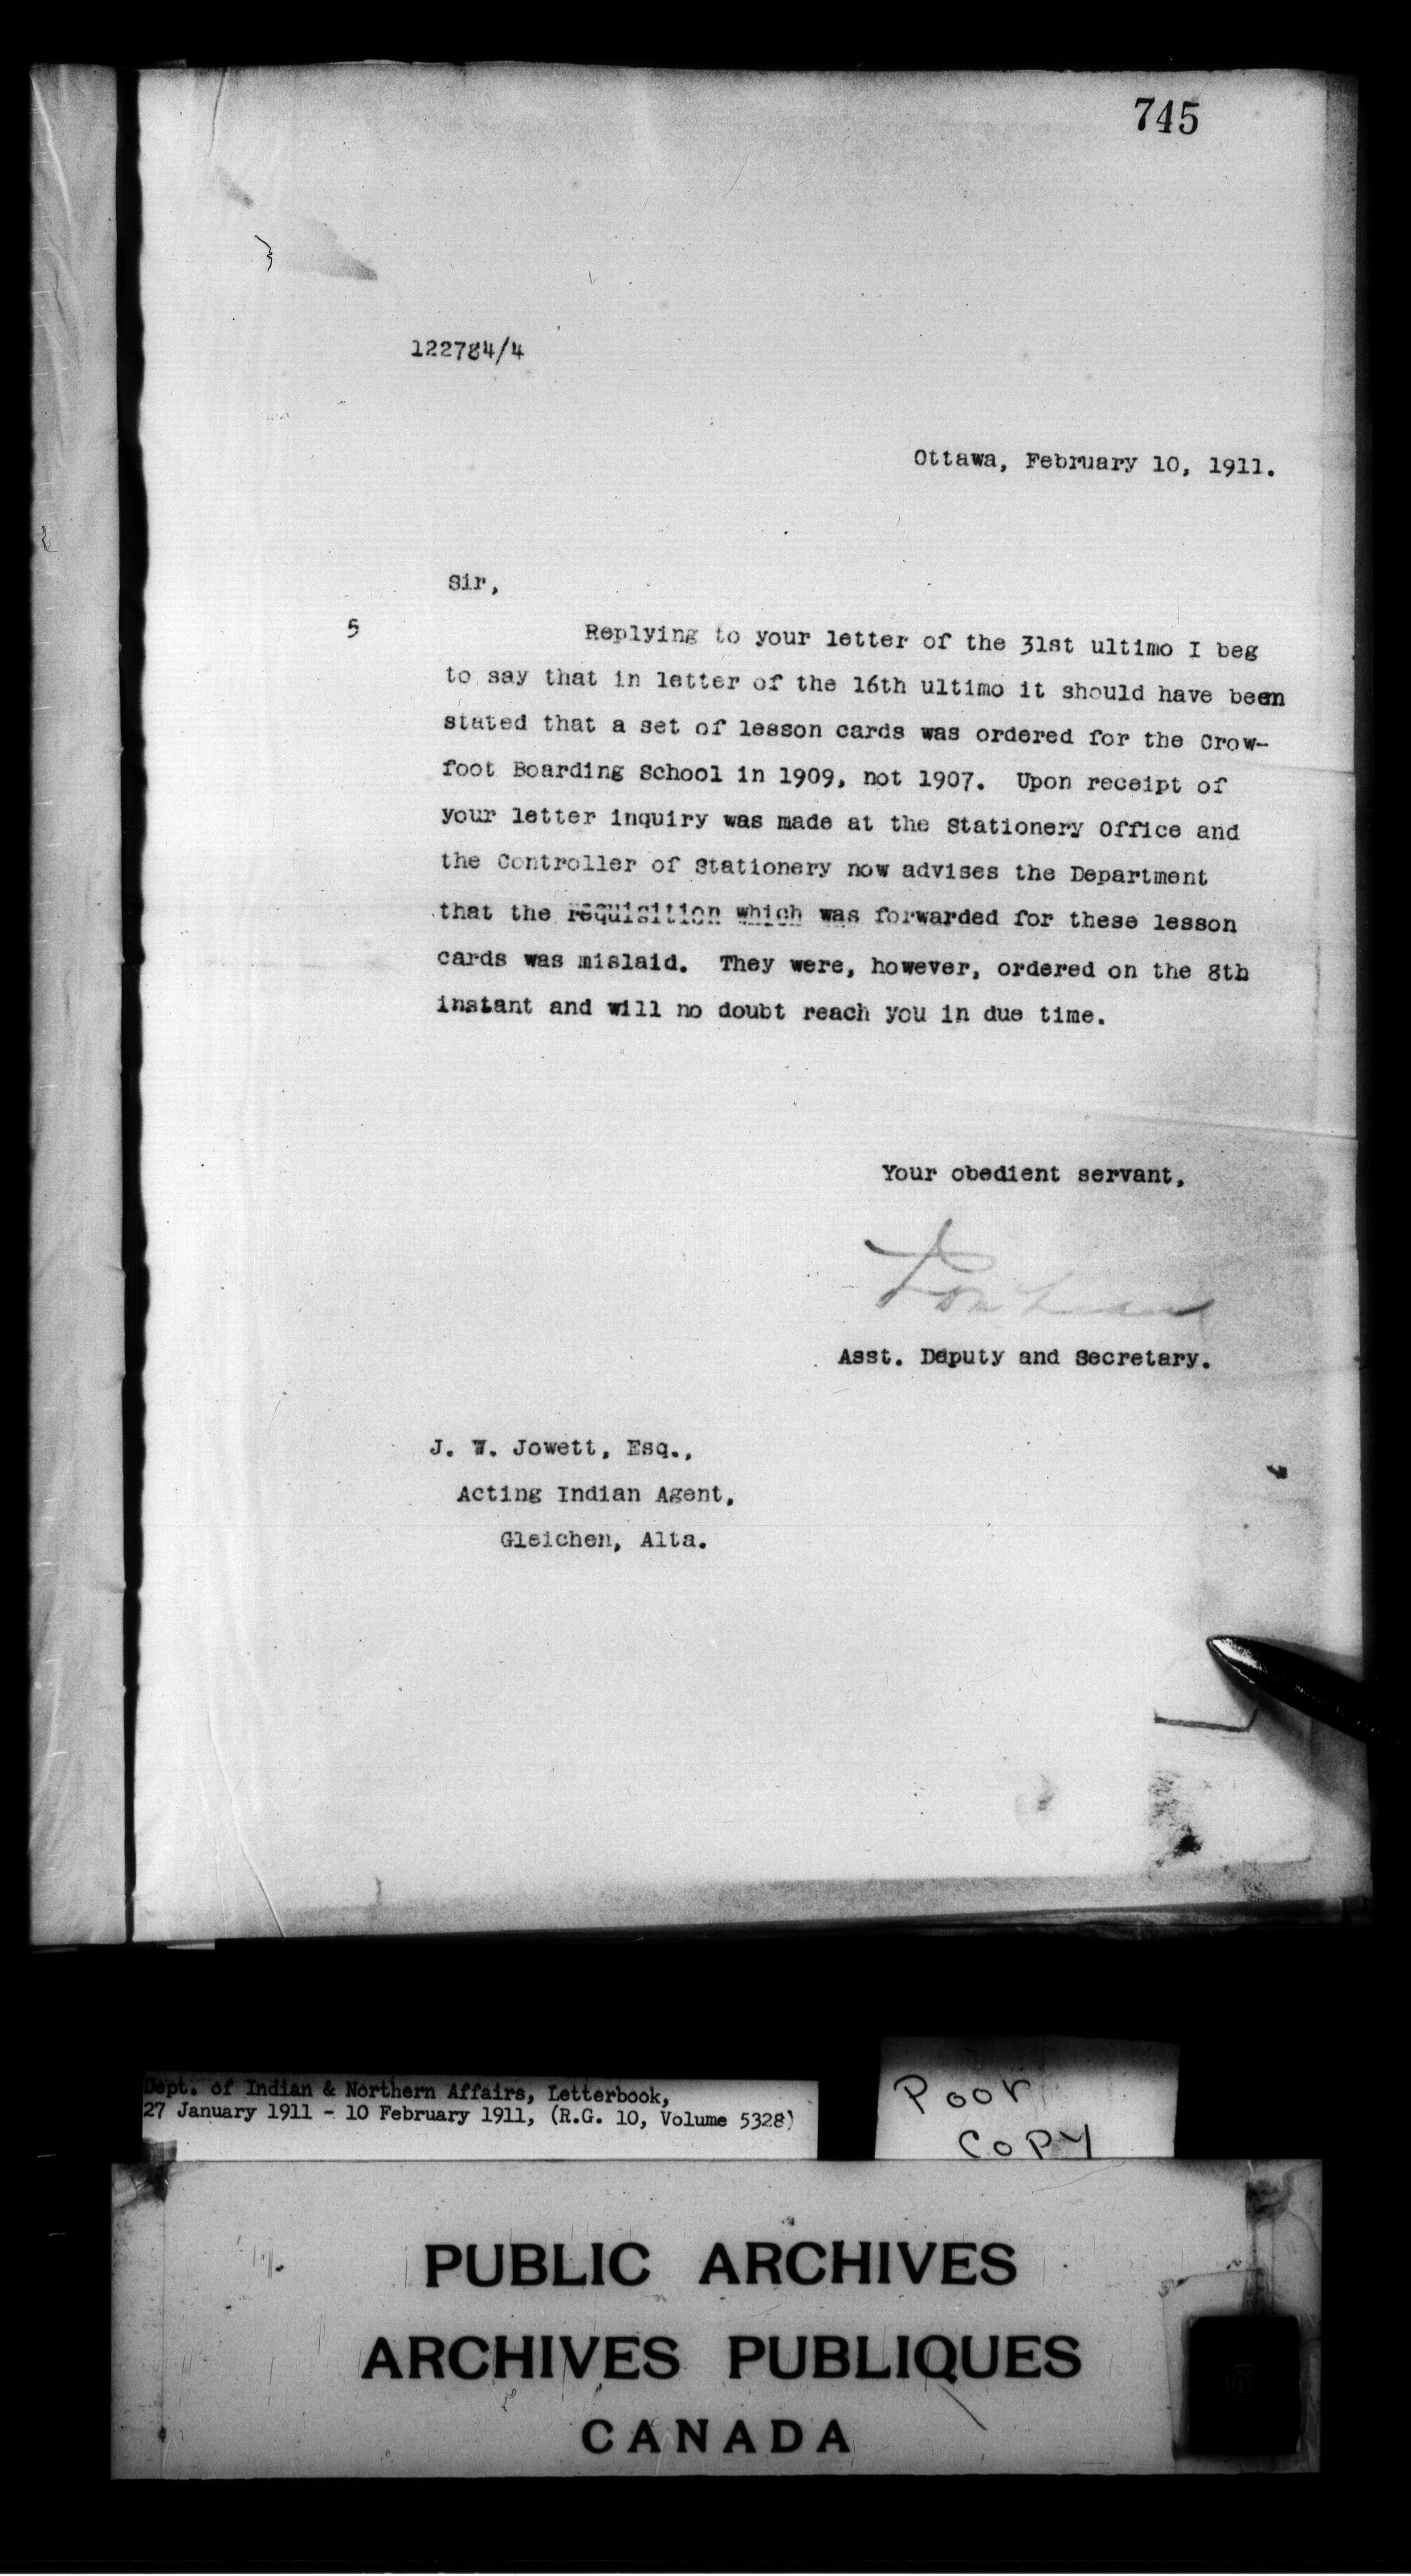 745
122784/4
Ottawa, February 10, 1911.
Sir,
5
Replying to your letter of the 31st ultimo I beg
to say that in letter of the 16th ultimo it should have been
stated that a set of lesson cards was ordered for the Crow-
foot Boarding School in 1909, not 1907. Upon receipt of
your letter inquiry was made at the Stationery Office and
the Controller of Stationery now advises the Department
that the requisition which was forwarded for these lesson
cards was mislaid. They were, however, ordered on the 8th
instant and will no doubt reach you in due time.
Your obedient servant,
Asst. Deputy and Secretary.
J. W. Jowett, Esq.,
Acting Indian Agent,
Gleichen, Alta.
Dept. of Indian & Northern Affairs, Letterbook,
27 January 1911 - 10 February 1911, (R.G. 10, Volume 5328)
Poor
Copy
PUBLIC ARCHIVES
ARCHIVES PUBLIQUES
CANADA